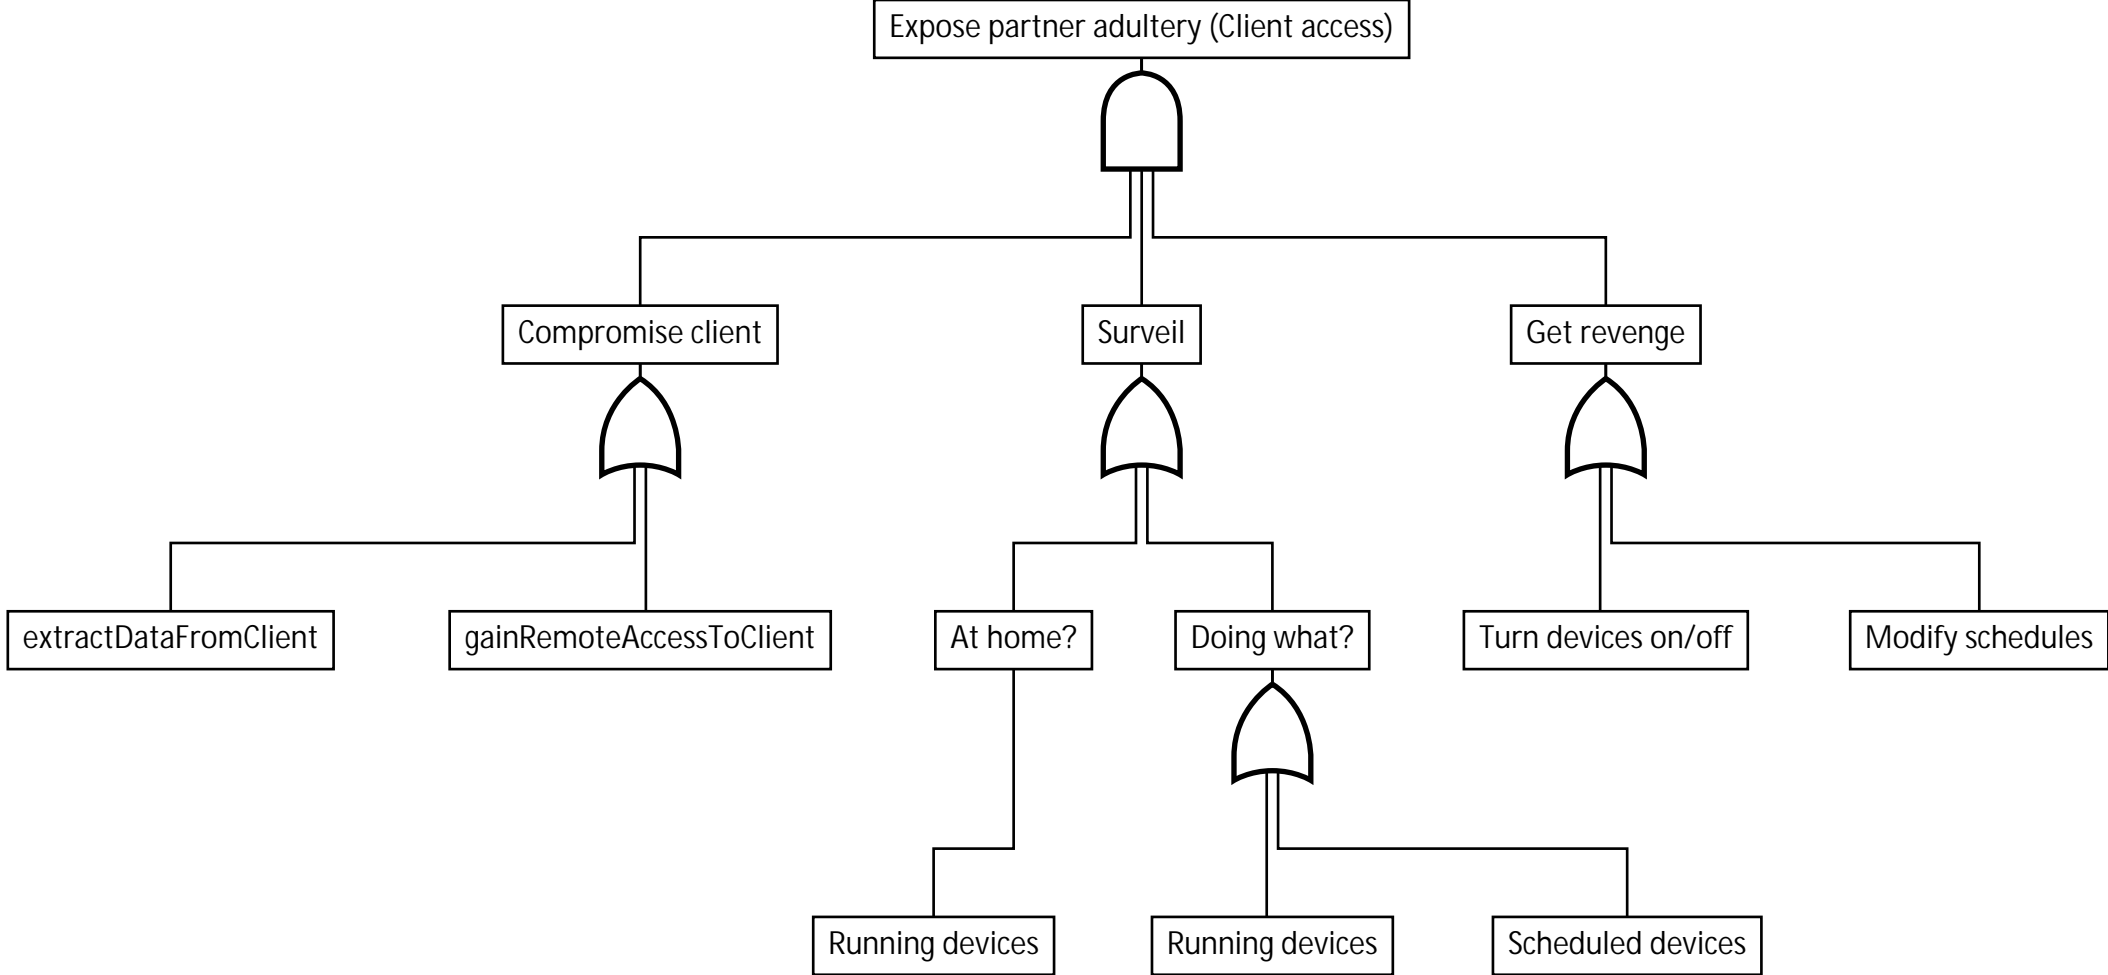 Expose partner adultery (Client access)
Compromise client
Surveil
Get revenge
extractDataFromClient
gainRemoteAccessToClient
At home?
Doing what?
Turn devices on/off
Modify schedules
Running devices
Running devices
Scheduled devices